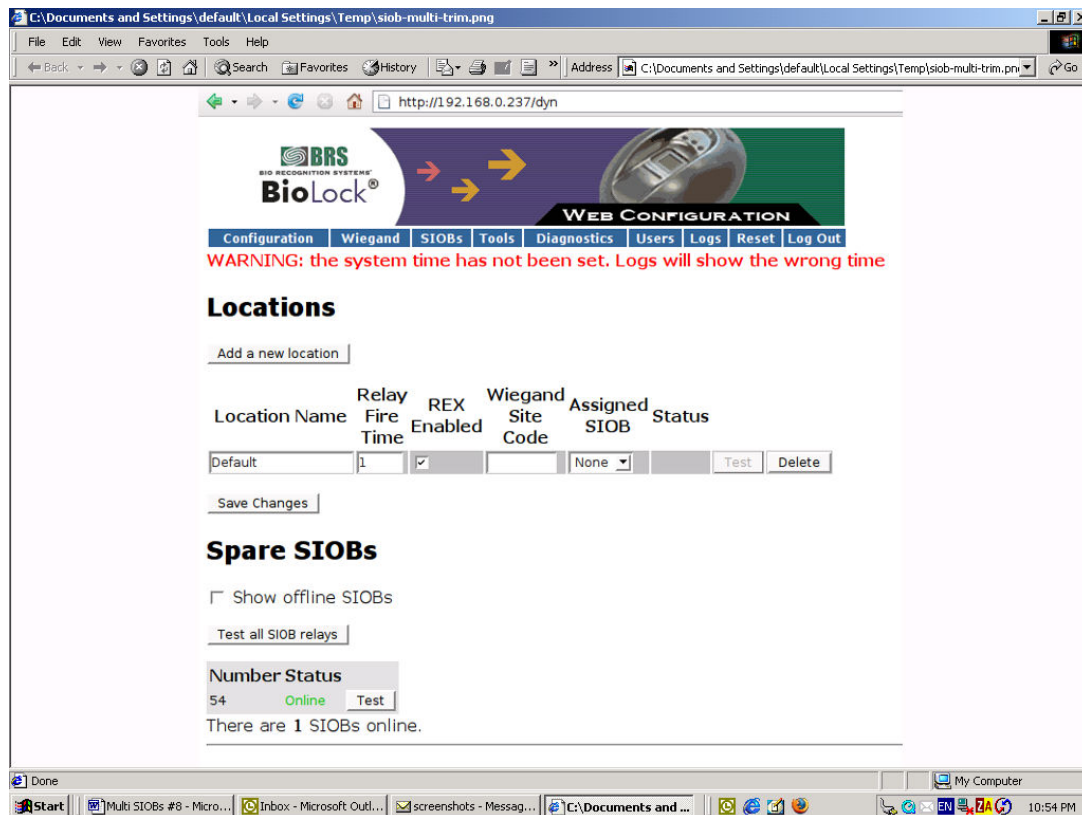 C:\Documents and Settings\default\Local Settings\Temp\siob-multi-trim.png
File Edit View Favorites Tools Help
Back Search Favorites History » Address C:\Documents and Settings\default\Local Settings\Temp\siob-multi-trim.pn Go
http://192.168.0.237/dyn
BRS
BIO RECOGNITION SYSTEMS
BioLock®
WEB CONFIGURATION
Configuration Wiegand SIOBs Tools Diagnostics Users Logs Reset Log Out
WARNING: the system time has not been set. Logs will show the wrong time
Locations
Add a new location
Location Name Relay Fire Time REX Enabled Wiegand Site Code Assigned SIOB Status
Default 1 None Test Delete
Save Changes
Spare SIOBs
Show offline SIOBs
Test all SIOB relays
Number Status
54 Online Test
There are 1 SIOBs online.
Done My Computer
Start Multi SIOBs #8 - Micro... Inbox - Microsoft Outl... screenshots - Messag... C:\Documents and ... EN 10:54 PM